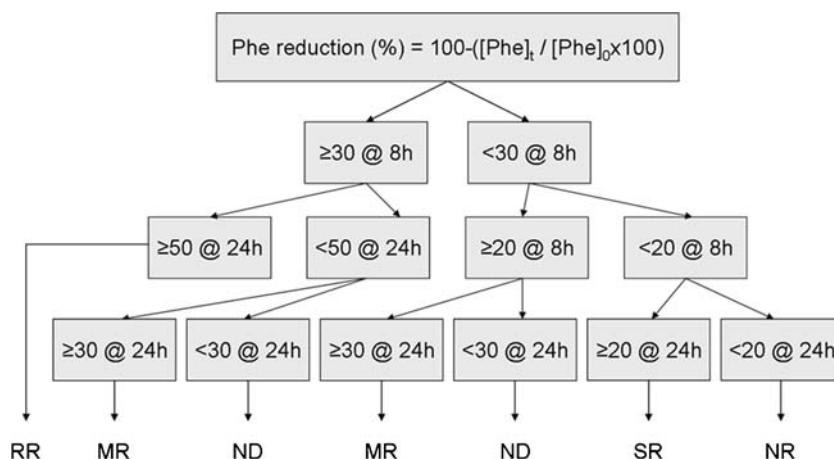 Phe reduction (%) = 100-([Phe]t / [Phe]0x100)
≥30 @ 8h
<30 @ 8h
≥50 @ 24h
<50 @ 24h
≥20 @ 8h
<20 @ 8h
≥30 @ 24h
<30 @ 24h
≥30 @ 24h
<30 @ 24h
≥20 @ 24h
<20 @ 24h
RR
MR
ND
MR
ND
SR
NR